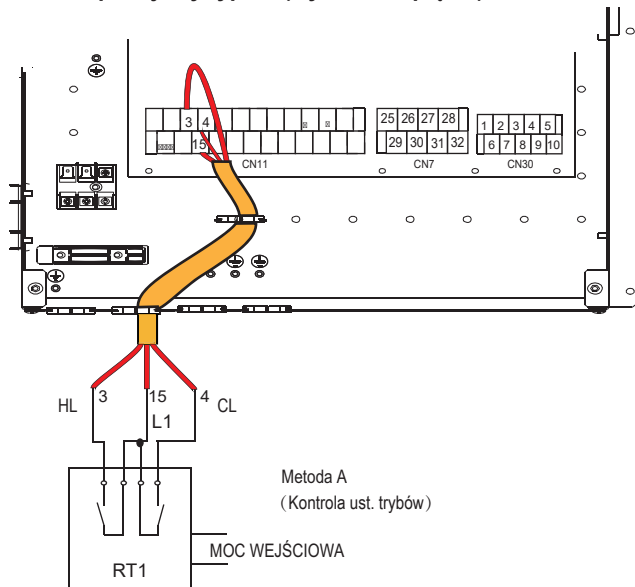 3 4
15
CN11
25 26 27 28
29 30 31 32
CN7
1 2 3 4 5
6 7 8 9 10
CN30
HL 3 15 4 CL
L1
Metoda A
(Kontrola ust. trybów)
MOC WEJŚCIOWA
RT1